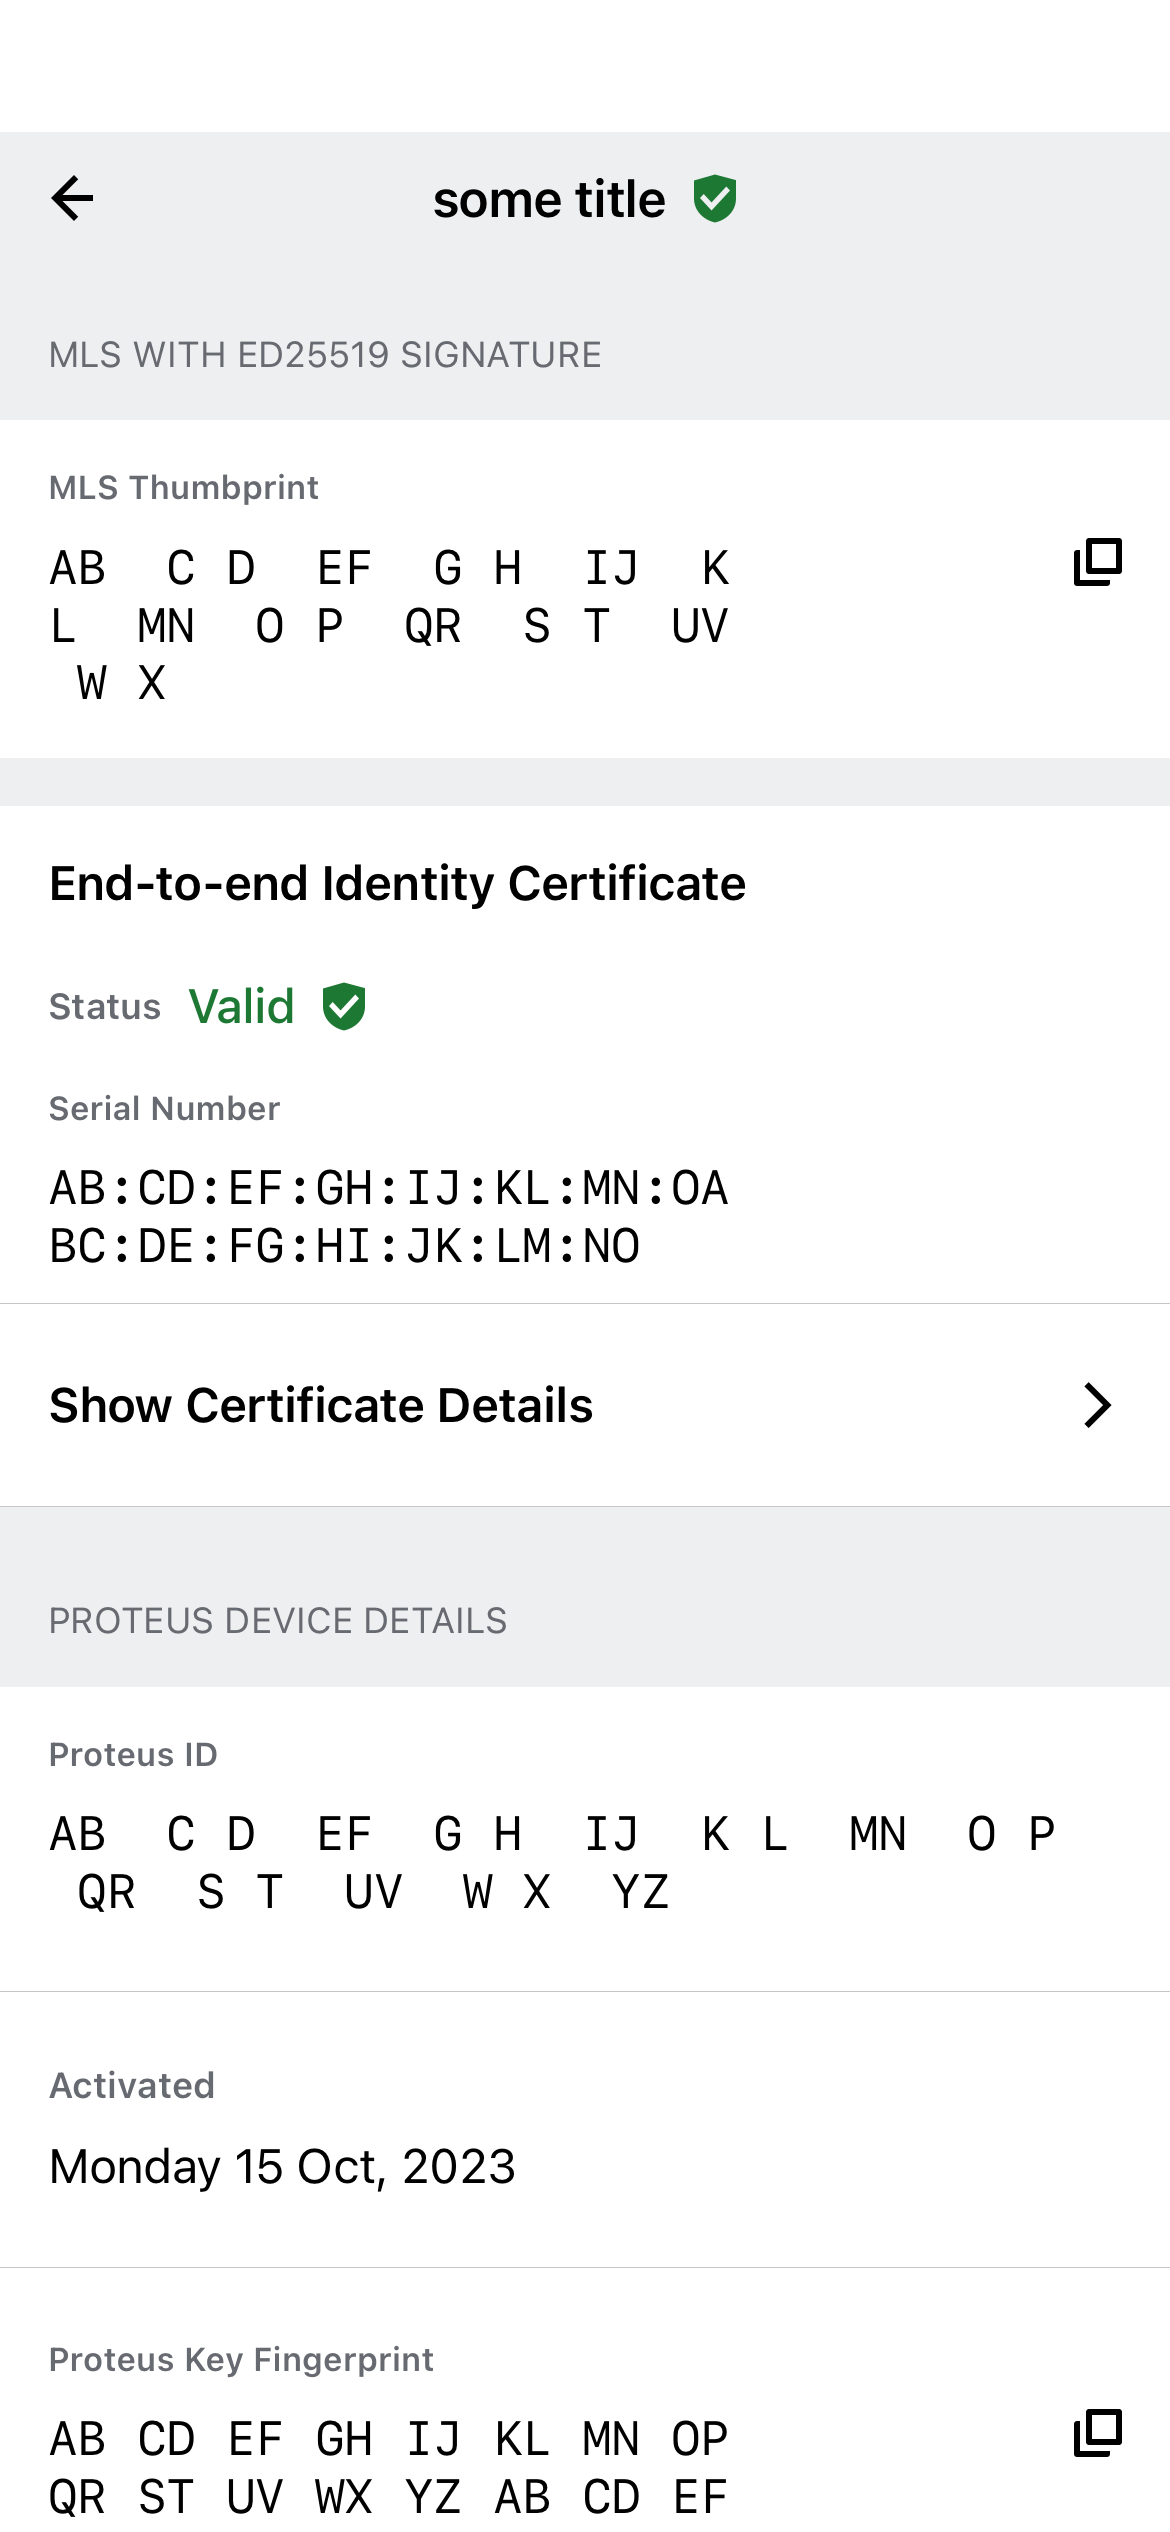 some title
MLS WITH ED25519 SIGNATURE
MLS Thumbprint
AB  C D  EF  G H  IJ  K
L  MN  O P  QR  S T  UV
 W X
End-to-end Identity Certificate
Status Valid
Serial Number
AB:CD:EF:GH:IJ:KL:MN:OA
BC:DE:FG:HI:JK:LM:NO
Show Certificate Details
PROTEUS DEVICE DETAILS
Proteus ID
AB  C D  EF  G H  IJ  K L  MN  O P
 QR  S T  UV  W X  YZ
Activated
Monday 15 Oct, 2023
Proteus Key Fingerprint
AB CD EF GH IJ KL MN OP
QR ST UV WX YZ AB CD EF